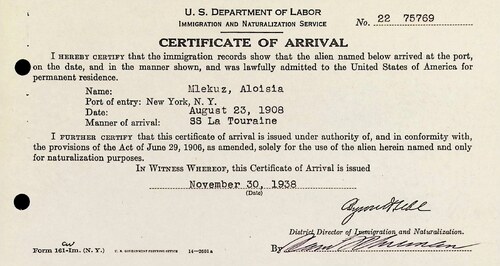 U. S. DEPARTMENT OF LABOR
IMMIGRATION AND NATURALIZATION SERVICE
No. 22 75769
CERTIFICATE OF ARRIVAL
I HEREBY CERTIFY that the immigration records show that the alien named below arrived at the port,
on the date, and in the manner shown, and was lawfully admitted to the United States of America for
permanent residence.
Name: Mlekuz, Aloisia
Port of entry: New York, N. Y.
Date: August 23, 1908
Manner of arrival: SS La Touraine
I FURTHER CERTIFY that this certificate of arrival is issued under authority of, and in conformity with,
the provisions of the Act of June 29, 1906, as amended, solely for the use of the alien herein named and only
for naturalization purposes.
IN WITNESS WHEREOF, this Certificate of Arrival is issued
November 30, 1938
(Date)
District Director of Immigration and Naturalization.
By
Form 161-Im. (N. Y.) U. S. GOVERNMENT PRINTING OFFICE 14-2601a